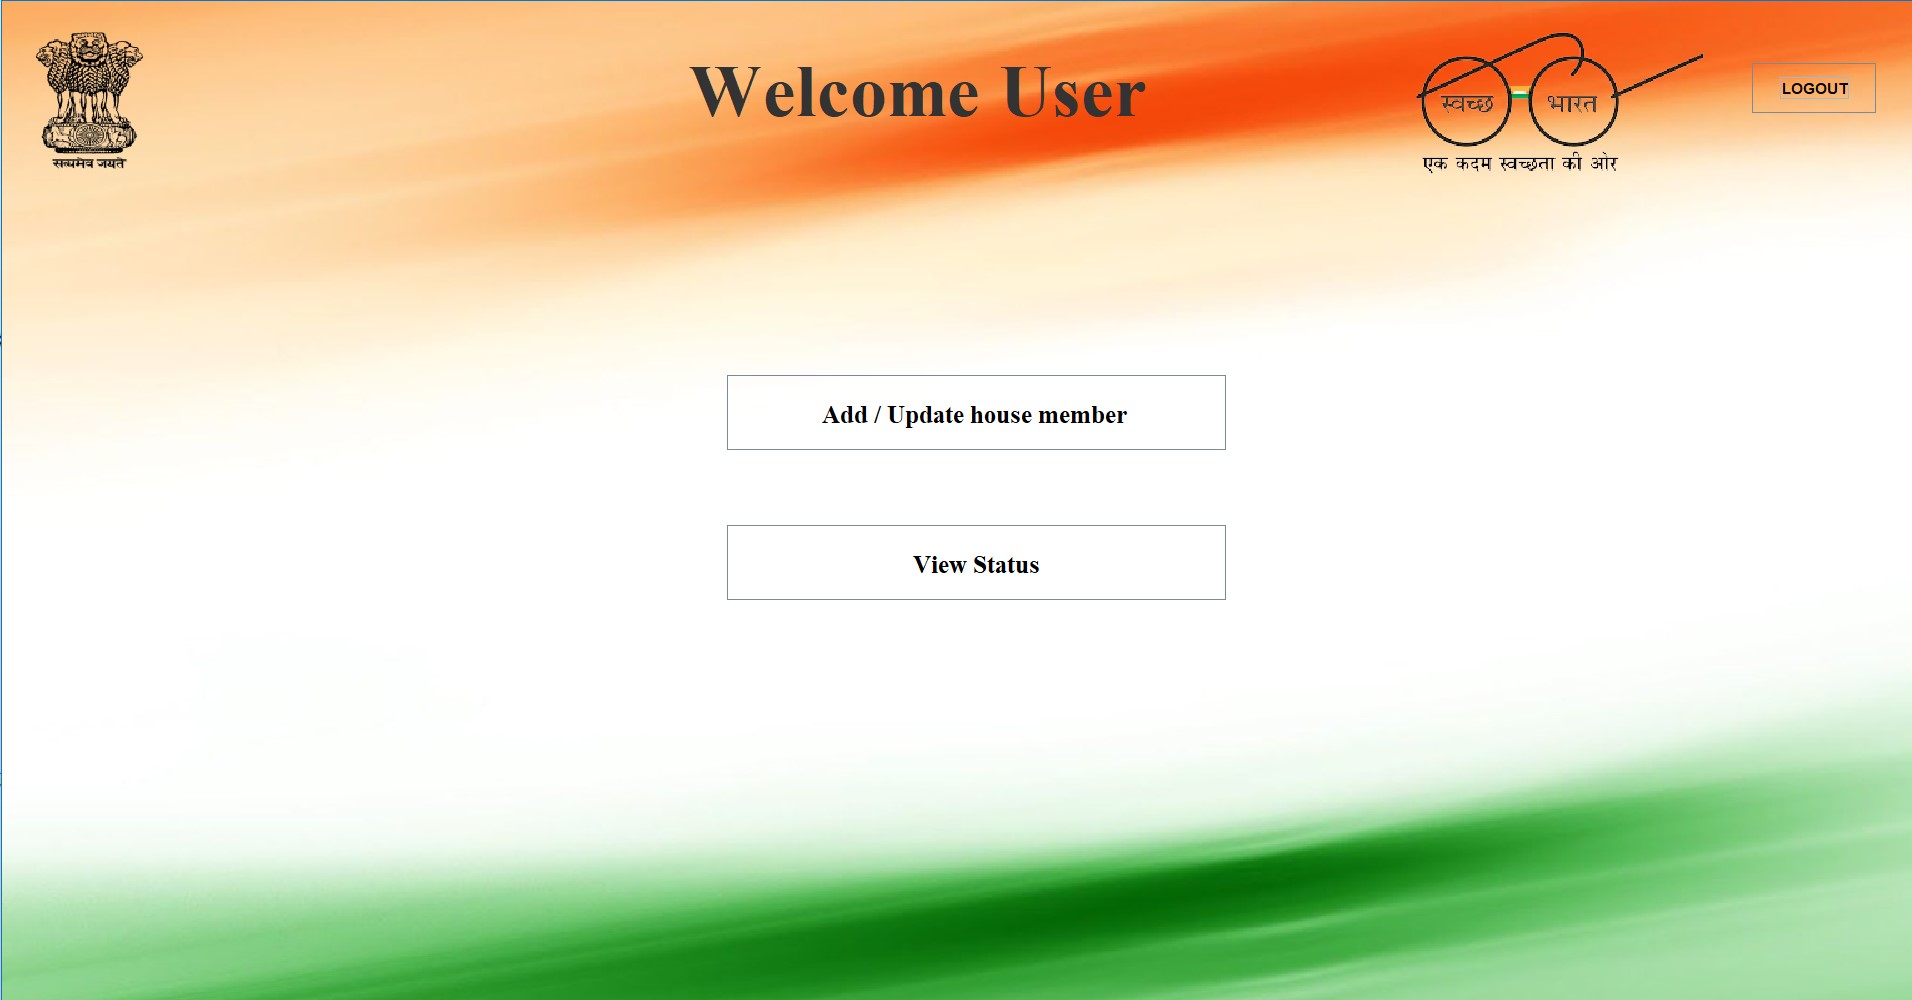 सत्यमेव जयते
Welcome User
स्वच्छ भारत
एक कदम स्वच्छता की ओर
LOGOUT
Add / Update house member
View Status